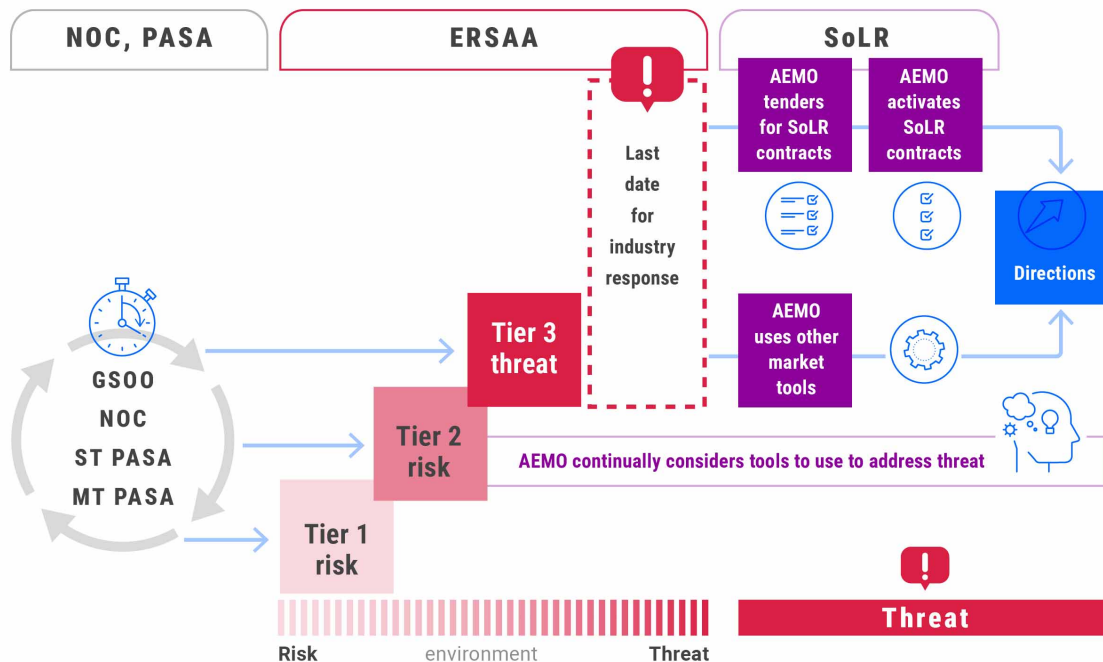 NOC, PASA
ERSAA
SoLR
!
Last
date
for
industry
response
AEMO
tenders
for SoLR
contracts
AEMO
activates
SoLR
contracts
Directions
GSOO
NOC
ST PASA
MT PASA
Tier 3
threat
AEMO
uses other
market
tools
Tier 2
risk
AEMO continually considers tools to use to address threat
Tier 1
risk
!
Threat
Risk
environment
Threat